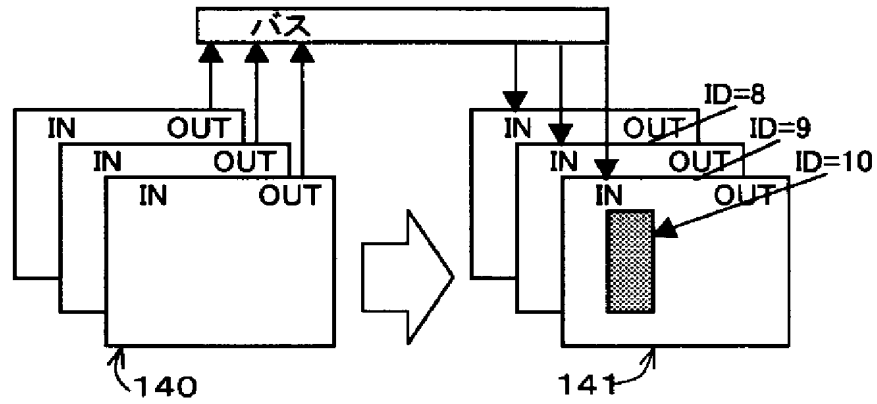 バス
IN OUT
IN OUT
IN OUT
IN OUT
IN OUT
IN OUT
ID=8
ID=9
ID=10
140
141